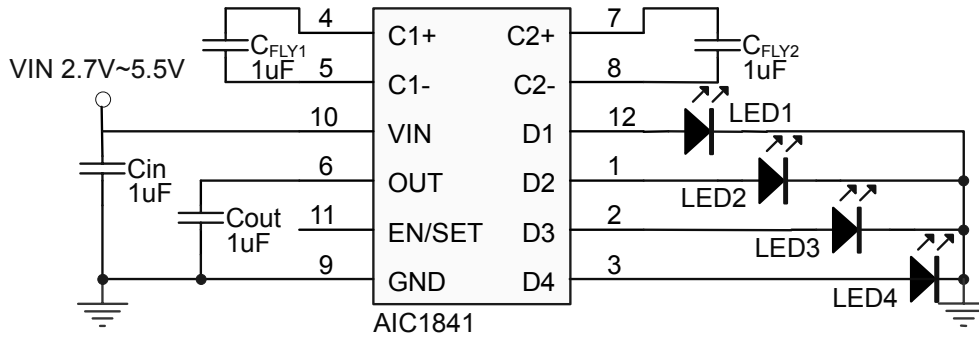 4 C1+ C2+ 7
CFLY1 1uF
CFLY2 1uF
VIN 2.7V~5.5V
5 C1- C2- 8
10 VIN D1 12 LED1
Cin 1uF
6 OUT D2 1 LED2
Cout 1uF
11 EN/SET D3 2 LED3
9 GND D4 3 LED4
AIC1841